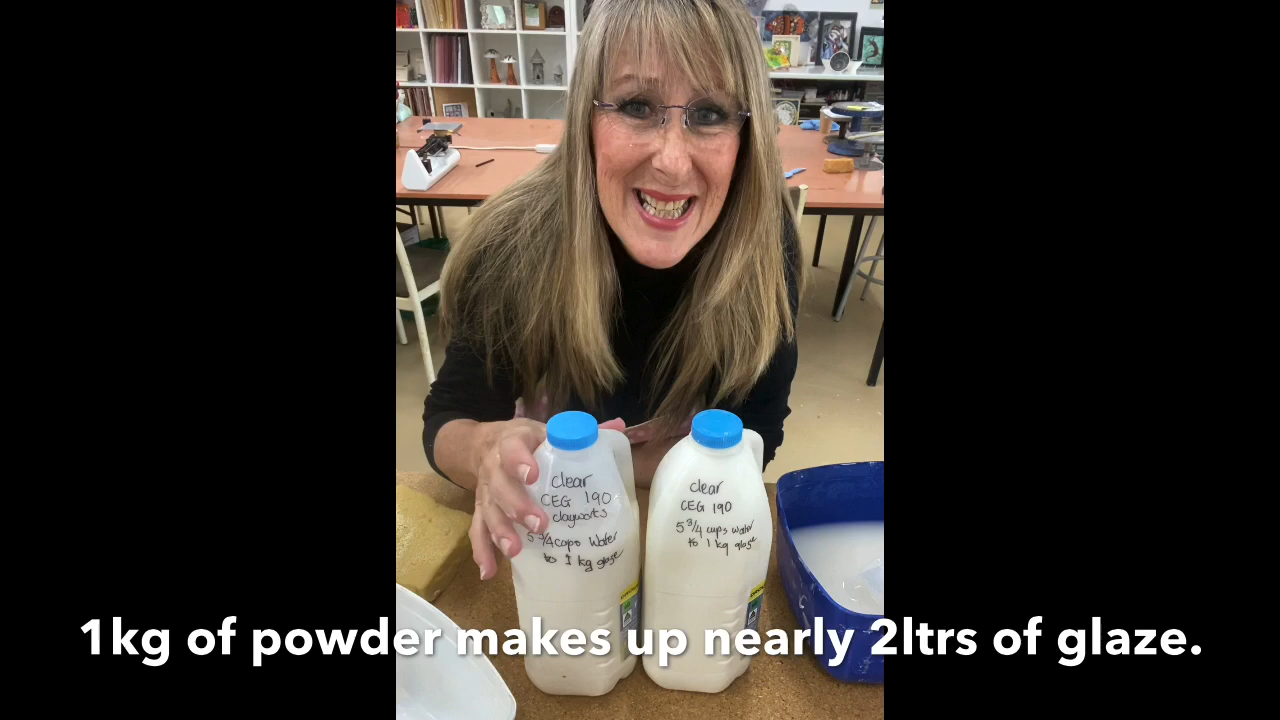 clear
CEG 190
clayworks
5 3/4 cups Water
to 1 kg glaze
clear
CEG 190
5 3/4 cups water
to 1 kg glaze
1kg of powder makes up nearly 2ltrs of glaze.